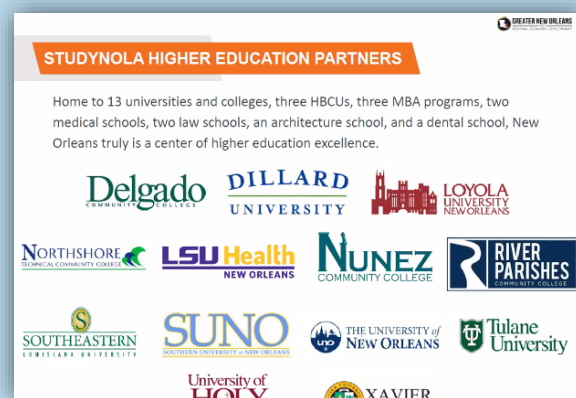 GREATER NEW ORLEANS
STUDYNOLA HIGHER EDUCATION PARTNERS
Home to 13 universities and colleges, three HBCUs, three MBA programs, two
medical schools, two law schools, an architecture school, and a dental school, New
Orleans truly is a center of higher education excellence.
Delgado
COMMUNITY COLLEGE
DILLARD
UNIVERSITY
LOYOLA
UNIVERSITY
NEW ORLEANS
NORTHSHORE
TECHNICAL COMMUNITY COLLEGE
LSU Health
NEW ORLEANS
NUNEZ
COMMUNITY COLLEGE
RIVER
PARISHES
COMMUNITY COLLEGE
S
SOUTHEASTERN
LOUISIANA UNIVERSITY
SUNO
SOUTHERN UNIVERSITY at NEW ORLEANS
uno
THE UNIVERSITY of
NEW ORLEANS
TU
Tulane
University
University of
HOLY
XAVIER